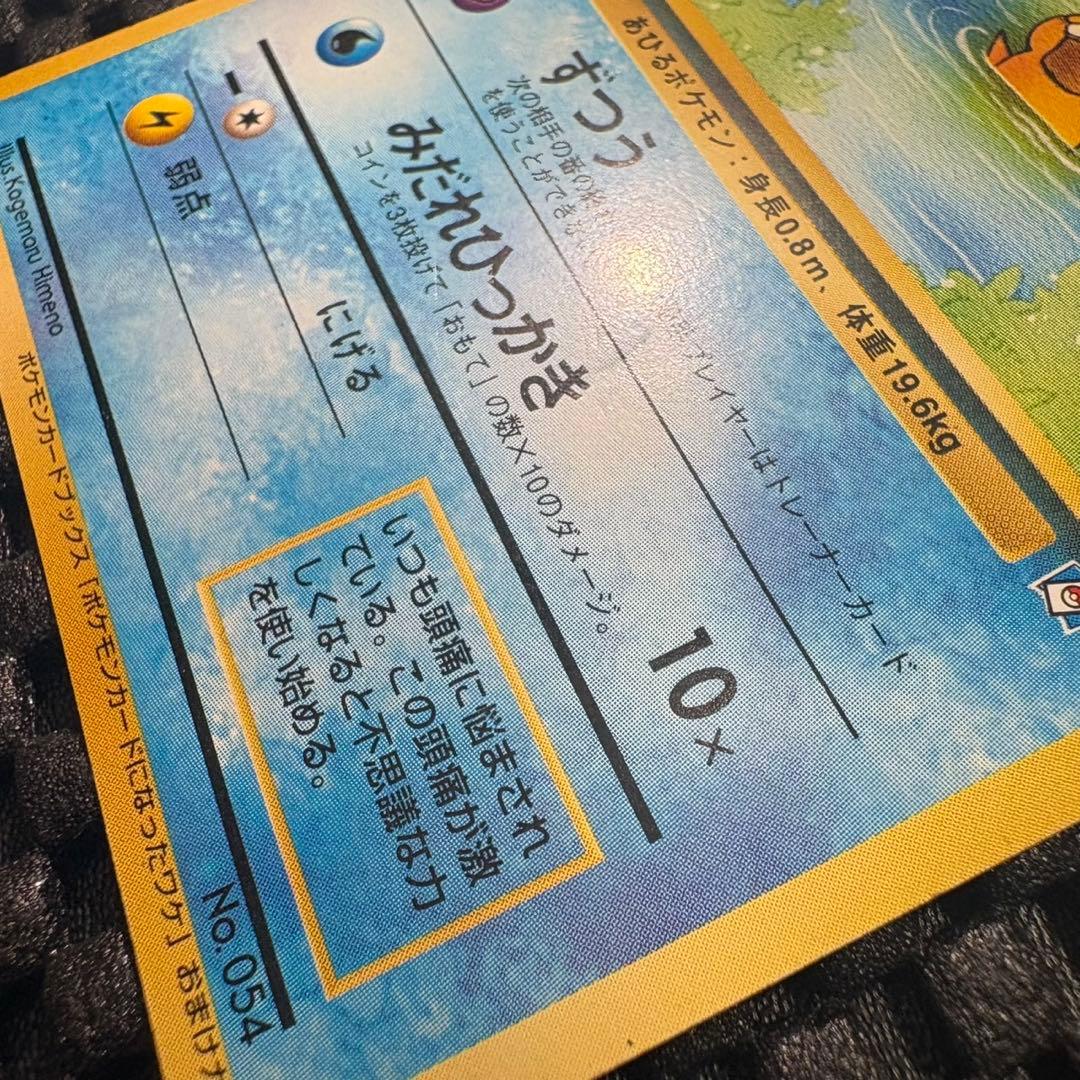 あひるポケモン：身長0.8m、体重19.6kg
ずつう
次の相手の番の
プレイヤーはトレーナーカード
を使うことができ
みだれひっかき
10×
コインを3枚投げて「おもて」の数×10のダメージ。
にげる
弱点
いつも頭痛に悩まされ
ている。この頭痛が激
しくなると不思議な力
を使い始める。
Illus.Kagemaru Himeno
No. 054
ポケモンカードブックス「ポケモンカードになったワケ」おまけ